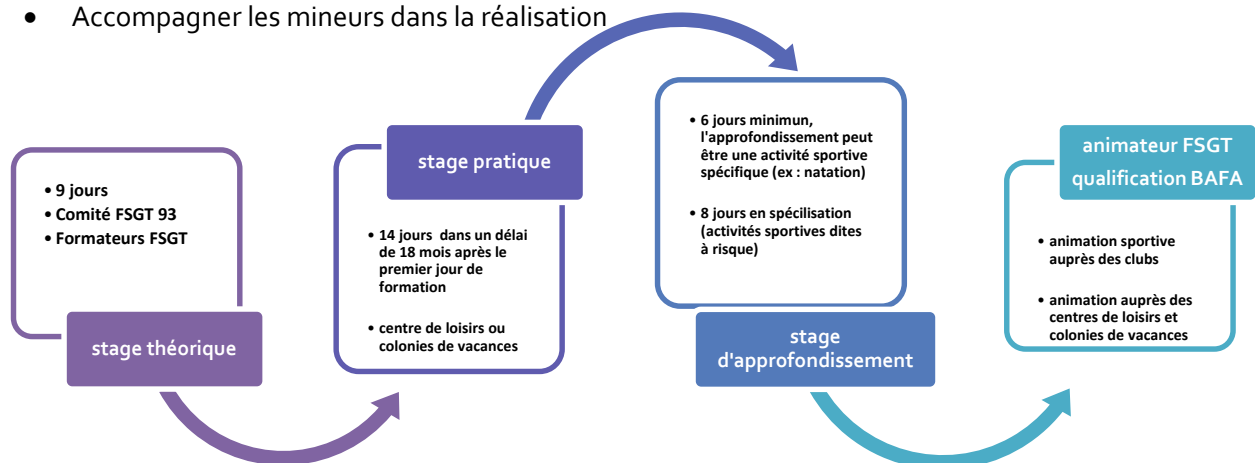 • Accompagner les mineurs dans la réalisation
• 9 jours
• Comité FSGT 93
• Formateurs FSGT
stage théorique
stage pratique
• 14 jours dans un délai
de 18 mois après le
premier jour de
formation
• centre de loisirs ou
colonies de vacances
• 6 jours minimun,
l'approfondissement peut
être une activité sportive
spécifique (ex : natation)
• 8 jours en spécilisation
(activités sportives dites
à risque)
stage
d'approfondissement
animateur FSGT
qualification BAFA
• animation sportive
auprès des clubs
• animation auprès des
centres de loisirs et
colonies de vacances